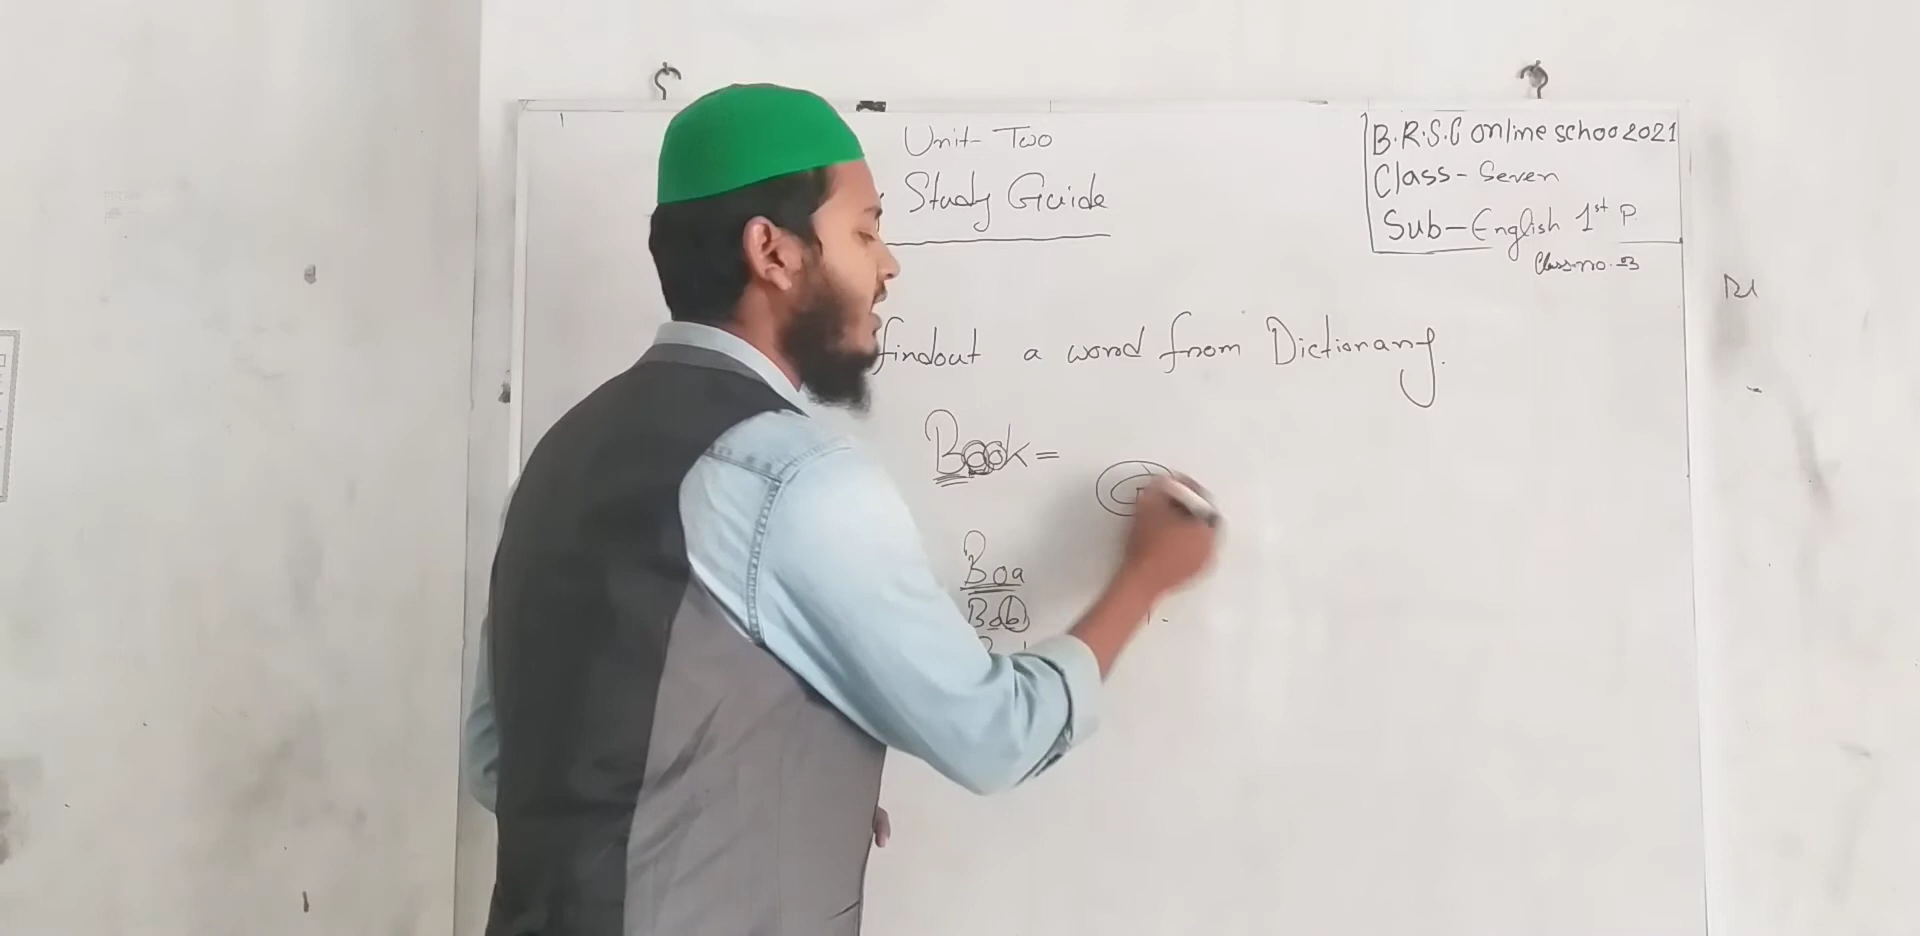 Unit- Two
Study Guide
B.R.S.C online schoo 2021
Class- Seven
Sub- English 1st P
Class no. 03
findout a word from Dictionary.
Book =
Boa
Bob